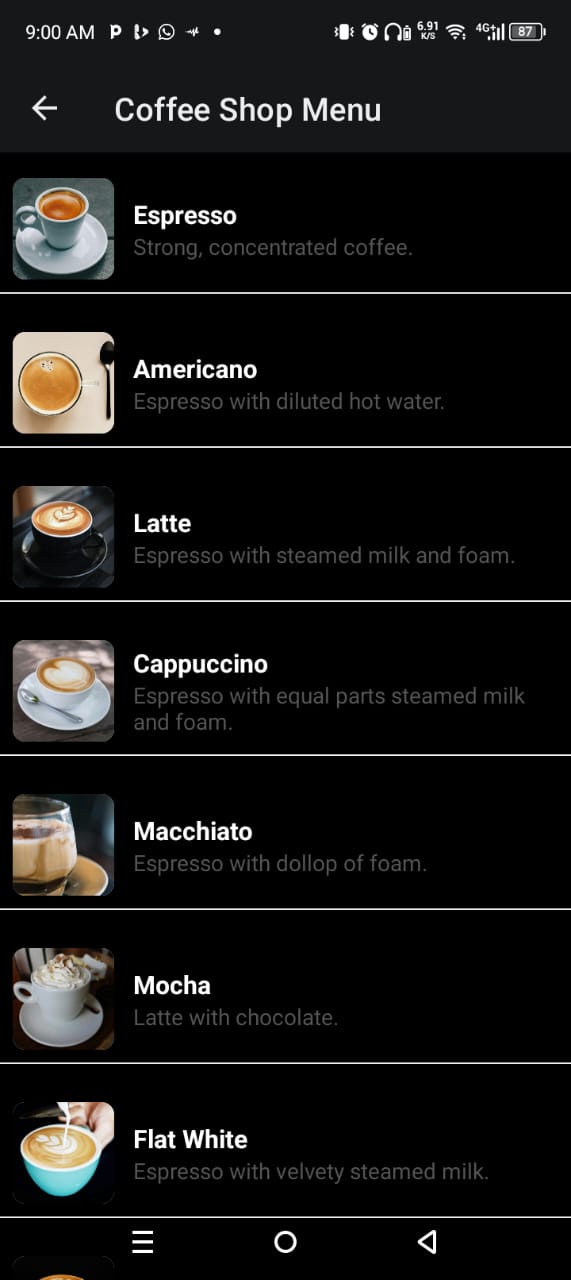 9:00 AM
6.91
K/S
4G+
87
Coffee Shop Menu
Espresso
Strong, concentrated coffee.
Americano
Espresso with diluted hot water.
Latte
Espresso with steamed milk and foam.
Cappuccino
Espresso with equal parts steamed milk
and foam.
Macchiato
Espresso with dollop of foam.
Mocha
Latte with chocolate.
Flat White
Espresso with velvety steamed milk.